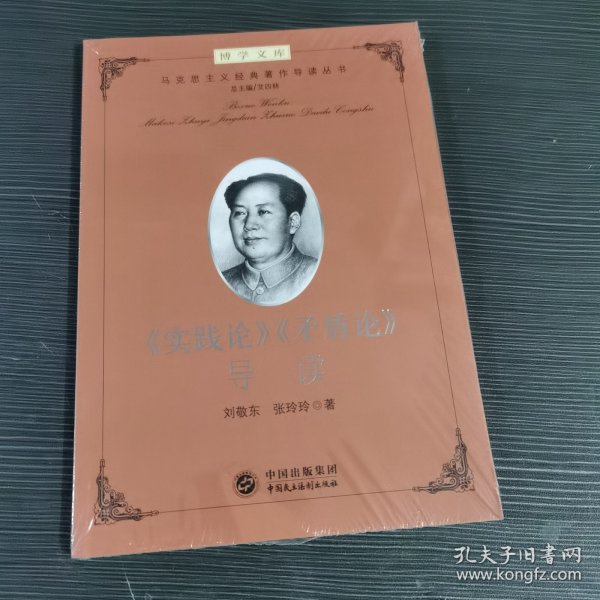 博学文库
马克思主义经典著作导读丛书
总主编/艾四林
Boxue Wenku
Makesi Zhuyi Jingdian Zhuzuo Daodu Congshu
《实践论》《矛盾论》
导 读
刘敬东 张玲玲◎著
中国出版集团
中国民主法制出版社
孔夫子旧书网
www.kongfz.com